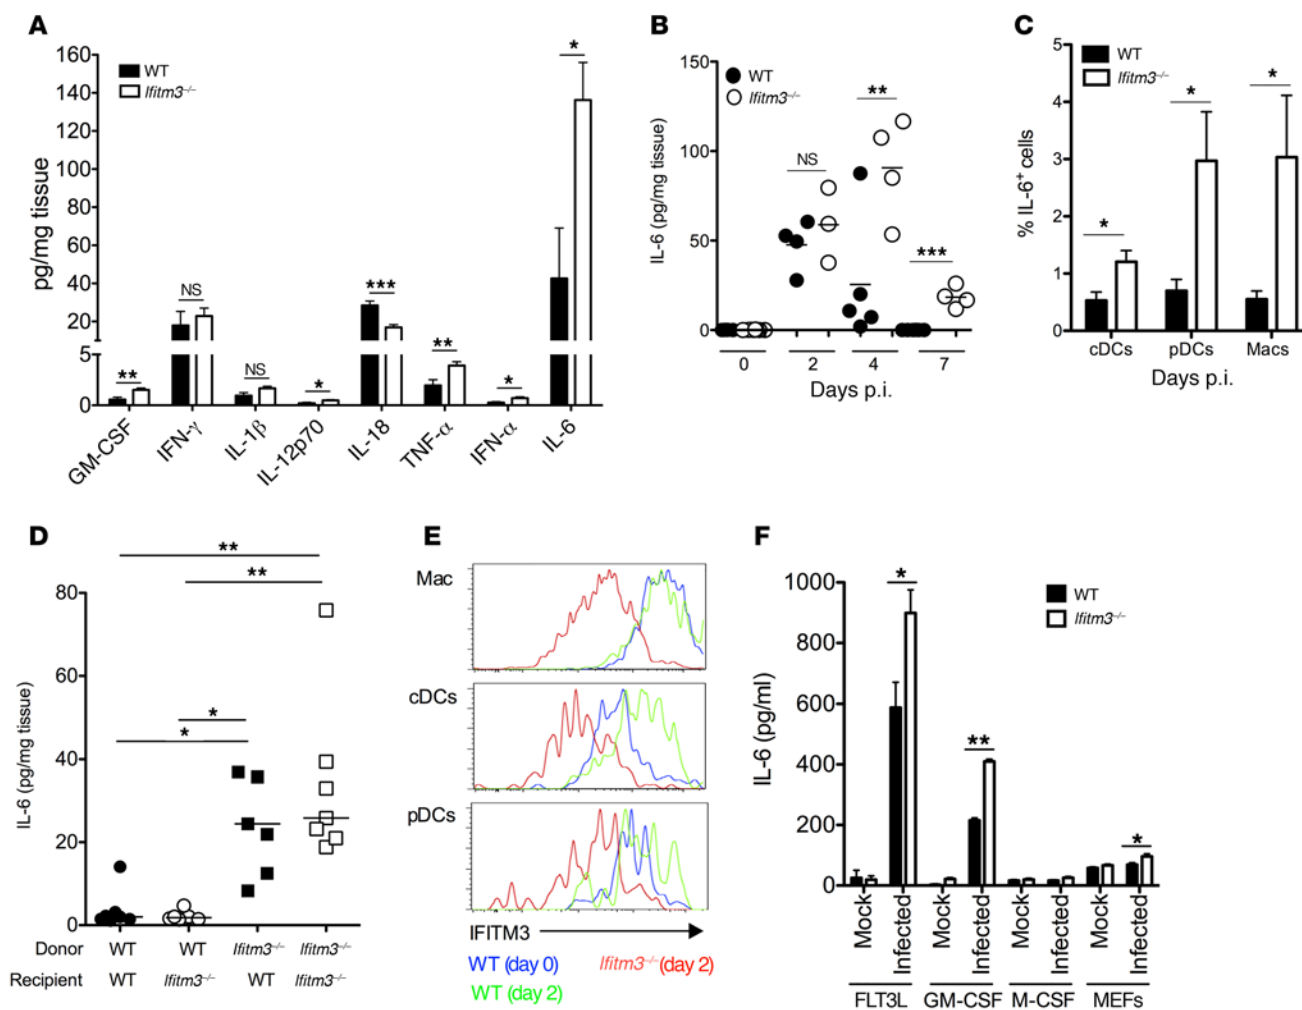 A
160
140
120
100
80
60
40
20
5
0
pg/mg tissue
WT
Ifitm3–/–
**
NS
NS
*
***
**
*
*
GM-CSF
IFN-γ
IL-1β
IL-12p70
IL-18
TNF-α
IFN-α
IL-6
B
150
100
50
0
IL-6 (pg/mg tissue)
WT
Ifitm3–/–
NS
**
***
0 2 4 7
Days p.i.
C
5
4
3
2
1
0
% IL-6+ cells
WT
Ifitm3–/–
*
*
*
cDCs pDCs Macs
Days p.i.
D
80
60
40
20
0
IL-6 (pg/mg tissue)
**
**
*
*
Donor WT WT Ifitm3–/– Ifitm3–/–
Recipient WT Ifitm3–/– WT Ifitm3–/–
E
Mac
cDCs
pDCs
IFITM3
WT (day 0) Ifitm3–/– (day 2)
WT (day 2)
F
1000
800
600
400
200
0
IL-6 (pg/ml)
WT
Ifitm3–/–
*
**
*
Mock
Infected
Mock
Infected
Mock
Infected
Mock
Infected
FLT3L GM-CSF M-CSF MEFs